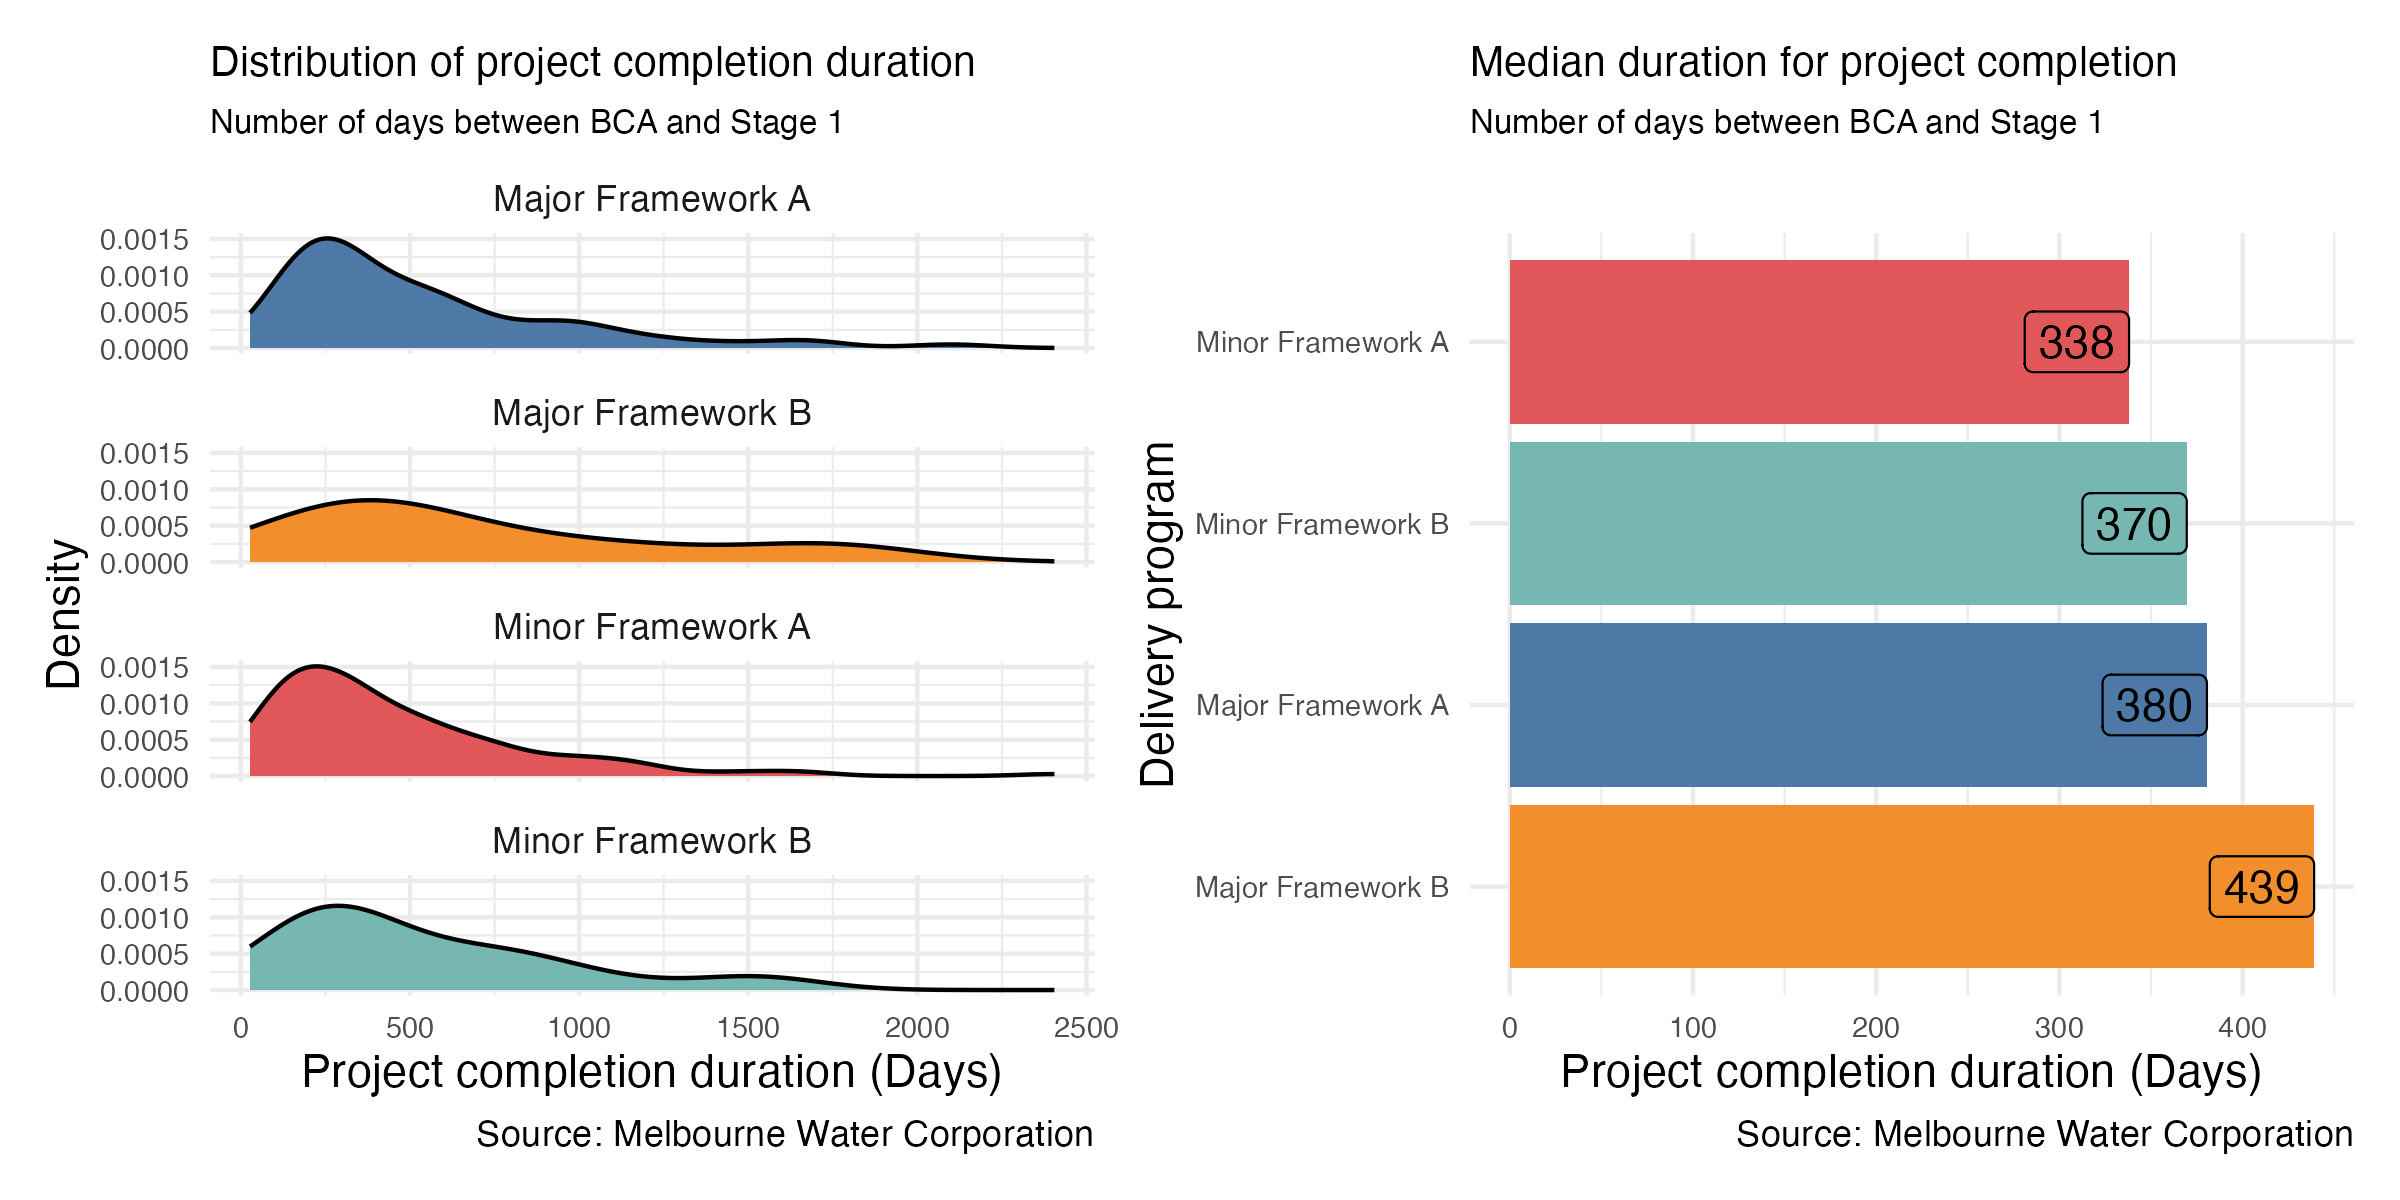 Distribution of project completion duration
Number of days between BCA and Stage 1
Major Framework A
0.0015
0.0010
0.0005
0.0000
Major Framework B
0.0015
0.0010
0.0005
0.0000
Minor Framework A
0.0015
0.0010
0.0005
0.0000
Minor Framework B
0.0015
0.0010
0.0005
0.0000
Density
0 500 1000 1500 2000 2500
Project completion duration (Days)
Source: Melbourne Water Corporation
Median duration for project completion
Number of days between BCA and Stage 1
Delivery program
Minor Framework A 338
Minor Framework B 370
Major Framework A 380
Major Framework B 439
0 100 200 300 400
Project completion duration (Days)
Source: Melbourne Water Corporation